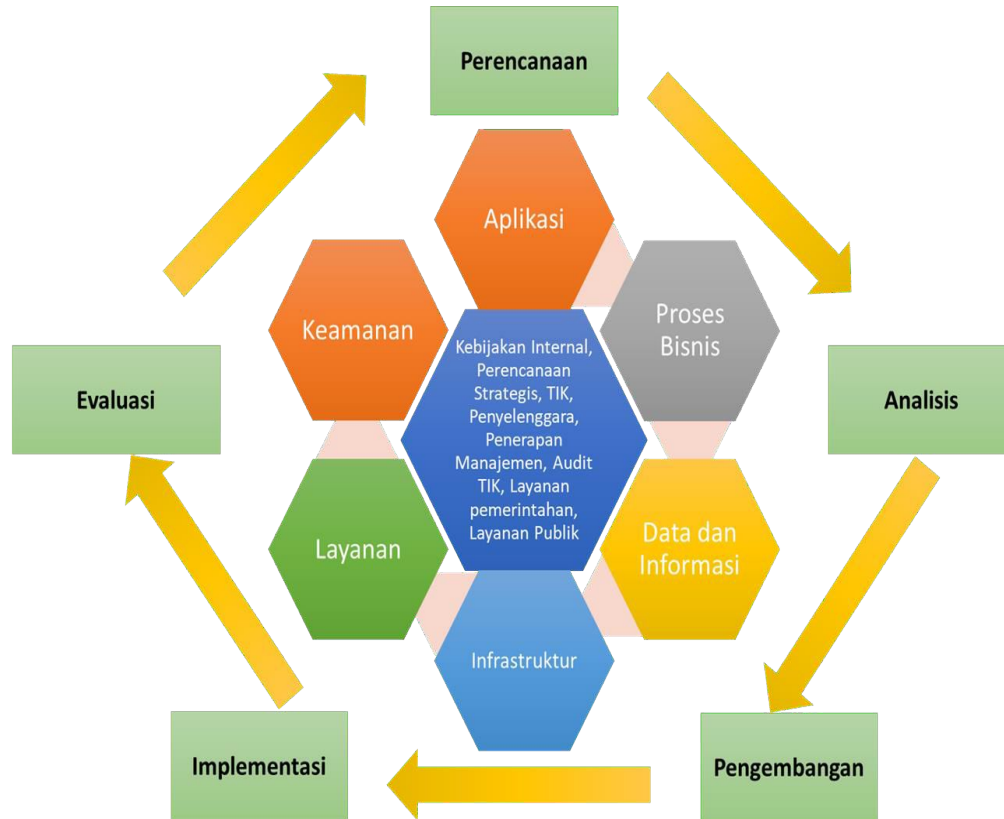 Perencanaan
Aplikasi
Keamanan
Proses
Bisnis
Kebijakan Internal,
Perencanaan
Strategis, TIK,
Penyelenggara,
Penerapan
Manajemen, Audit
TIK, Layanan
pemerintahan,
Layanan Publik
Evaluasi
Analisis
Layanan
Data dan
Informasi
Infrastruktur
Implementasi
Pengembangan